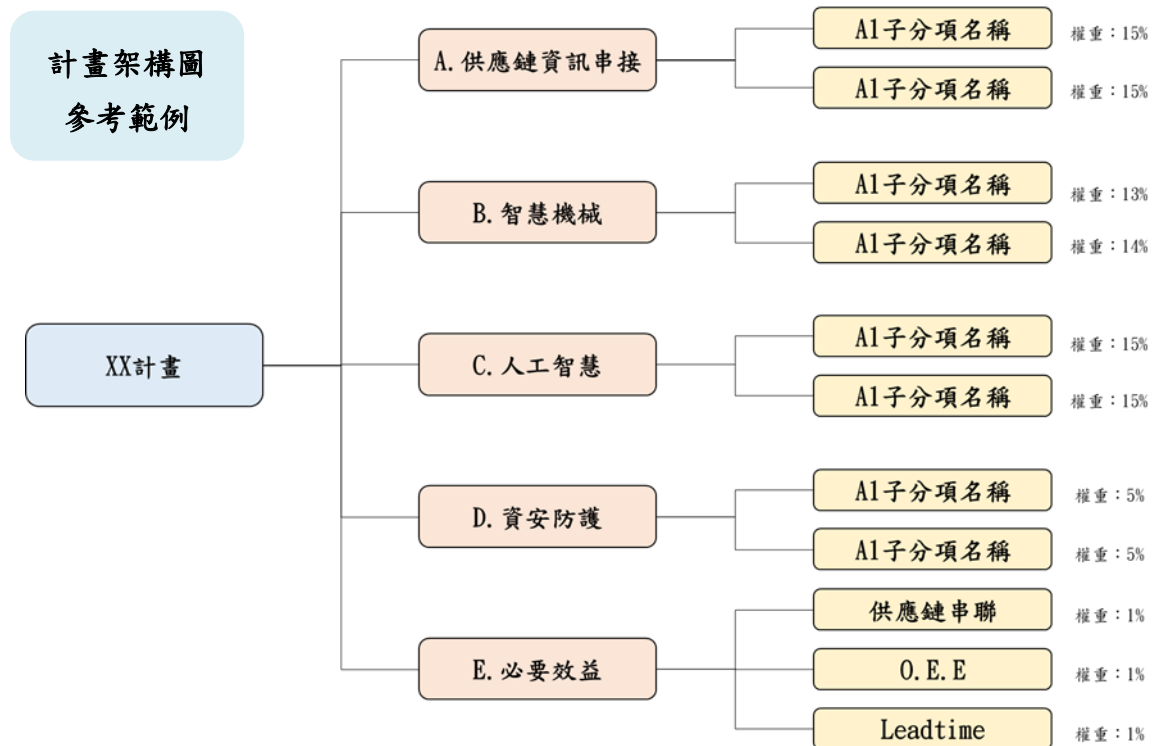 計畫架構圖
參考範例
XX計畫
A.供應鏈資訊串接
A1子分項名稱
權重：15%
A1子分項名稱
權重：15%
B.智慧機械
A1子分項名稱
權重：13%
A1子分項名稱
權重：14%
C.人工智慧
A1子分項名稱
權重：15%
A1子分項名稱
權重：15%
D.資安防護
A1子分項名稱
權重：5%
A1子分項名稱
權重：5%
E.必要效益
供應鏈串聯
權重：1%
O.E.E
權重：1%
Leadtime
權重：1%